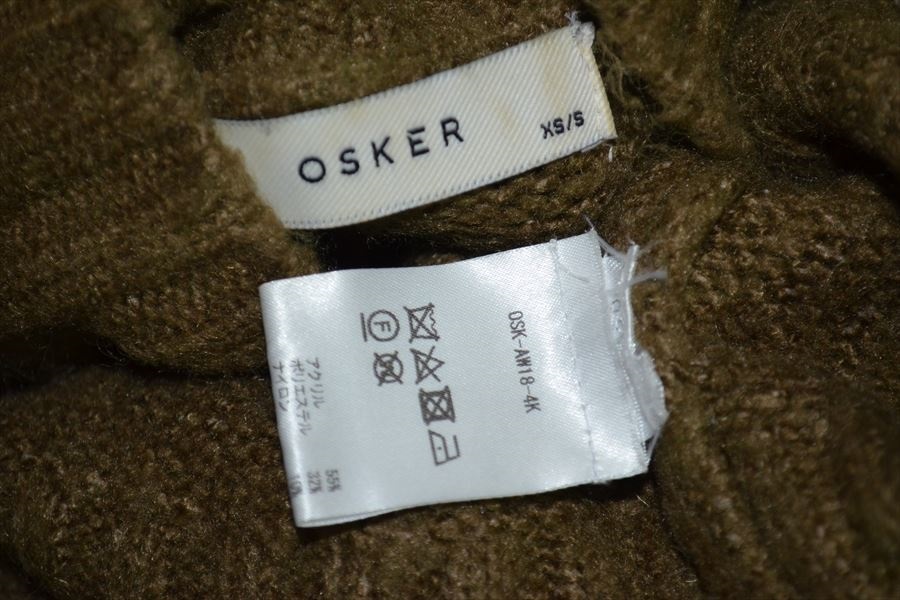 OSKER
XS/S
OSK-AW18-4K
F
アクリル 55%
ポリエステル 32%
ナイロン